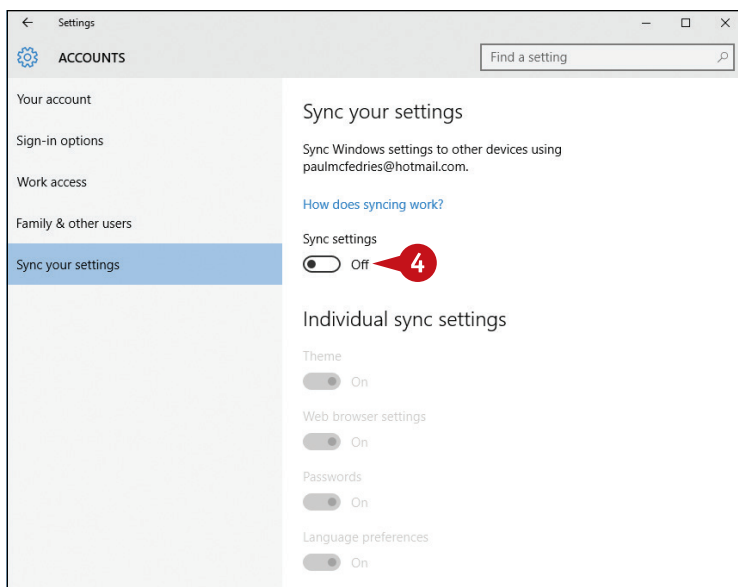 Settings
ACCOUNTS
Find a setting
Your account
Sign-in options
Work access
Family & other users
Sync your settings
Sync your settings
Sync Windows settings to other devices using
paulmcfedries@hotmail.com.
How does syncing work?
Sync settings
Off
4
Individual sync settings
Theme
On
Web browser settings
On
Passwords
On
Language preferences
On